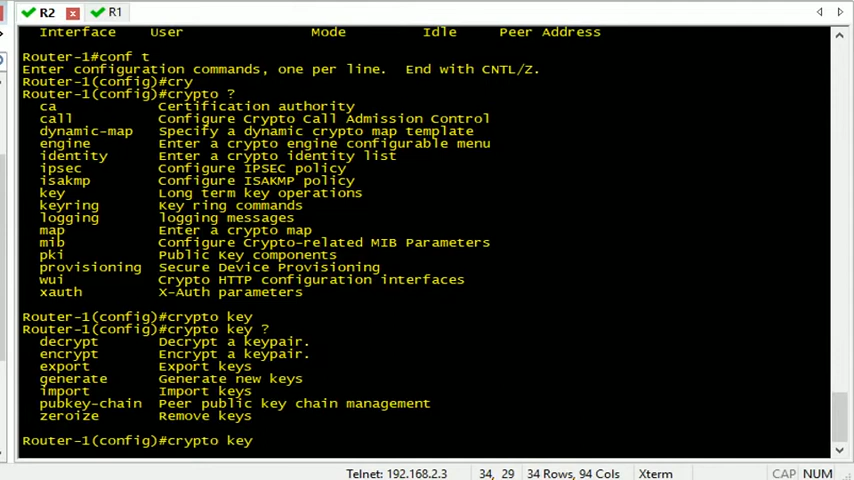 R2 R1
Interface User Mode Idle Peer Address
Router-1#conf t
Enter configuration commands, one per line. End with CNTL/Z.
Router-1(config)#cry
Router-1(config)#crypto ?
ca Certification authority
call Configure Crypto Call Admission Control
dynamic-map Specify a dynamic crypto map template
engine Enter a crypto engine configurable menu
identity Enter a crypto identity list
ipsec Configure IPSEC policy
isakmp Configure ISAKMP policy
key Long term key operations
keyring Key ring commands
logging logging messages
map Enter a crypto map
mib Configure Crypto-related MIB Parameters
pki Public Key components
provisioning Secure Device Provisioning
wui Crypto HTTP configuration interfaces
xauth X-Auth parameters
Router-1(config)#crypto key
Router-1(config)#crypto key ?
decrypt Decrypt a keypair.
encrypt Encrypt a keypair.
export Export keys
generate Generate new keys
import Import keys
pubkey-chain Peer public key chain management
zeroize Remove keys
Router-1(config)#crypto key
Telnet: 192.168.2.3 34, 29 34 Rows, 94 Cols Xterm CAP NUM